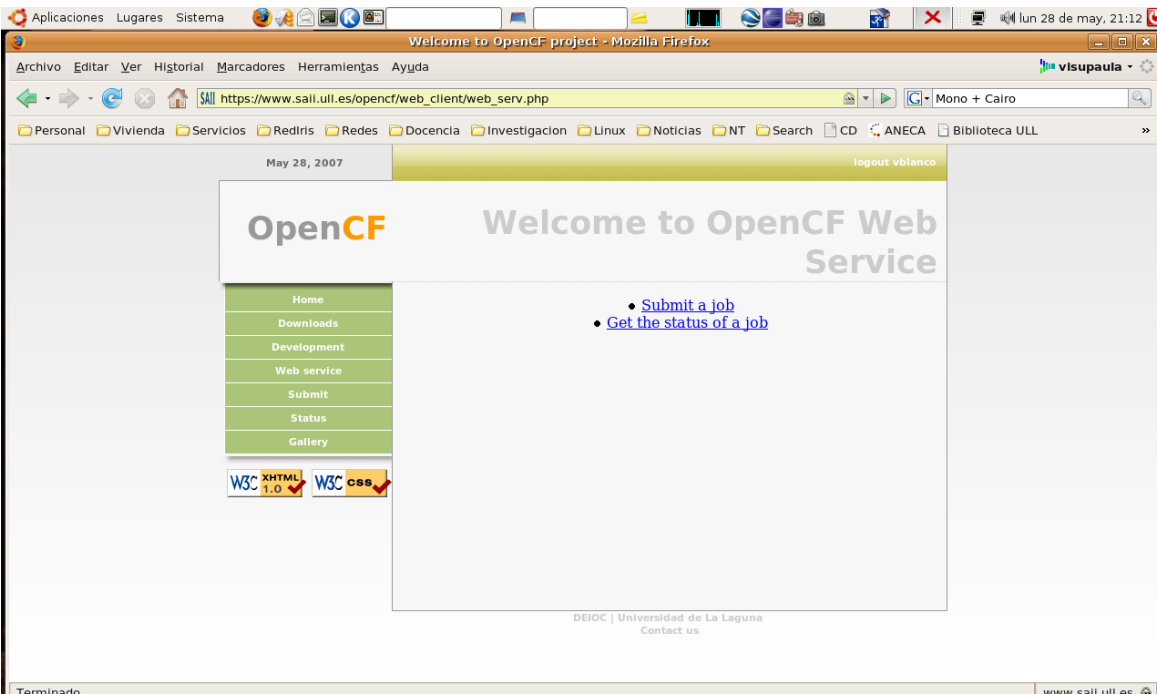 Aplicaciones Lugares Sistema lun 28 de may, 21:12
Welcome to OpenCF project - Mozilla Firefox
Archivo Editar Ver Historial Marcadores Herramientas Ayuda visupaula
SAII https://www.saii.ull.es/opencf/web_client/web_serv.php G Mono + Cairo
Personal Vivienda Servicios RedIris Redes Docencia Investigacion Linux Noticias NT Search CD ANECA Biblioteca ULL »
May 28, 2007 logout vblanco
OpenCF
Welcome to OpenCF Web
Service
Home
Downloads
Development
Web service
Submit
Status
Gallery
W3C XHTML 1.0 W3C css
• Submit a job
• Get the status of a job
DEIOC | Universidad de La Laguna
Contact us
Terminado www.saii.ull.es